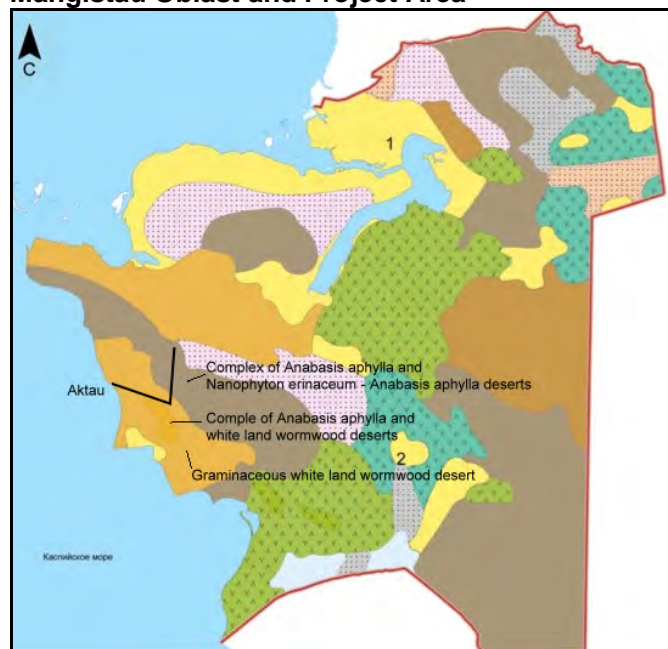 Mangistau Oblast and Project Area
С
1
Complex of Anabasis aphylla and
Nanophyton erinaceum - Anabasis aphylla deserts
Aktau
Comple of Anabasis aphylla and
white land wormwood deserts
2
Graminaceous white land wormwood desert
Каспийское море